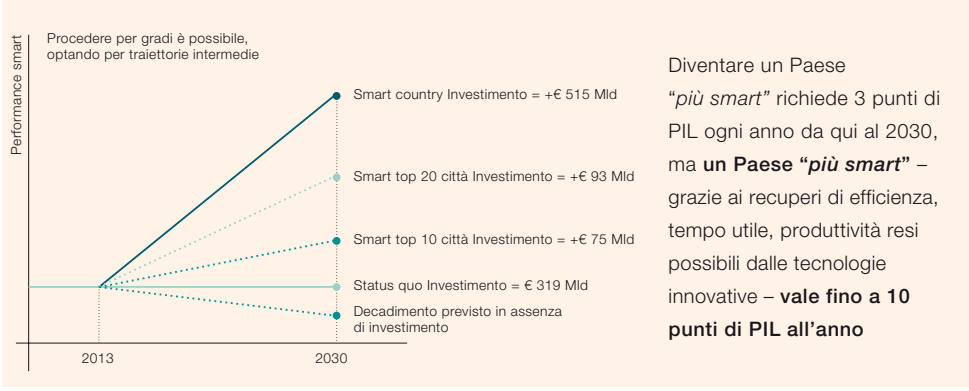 Performance smart
Procedere per gradi è possibile,
optando per traiettorie intermedie
Smart country Investimento = +€ 515 Mld
Smart top 20 città Investimento = +€ 93 Mld
Smart top 10 città Investimento = +€ 75 Mld
Status quo Investimento = € 319 Mld
Decadimento previsto in assenza
di investimento
2013
2030
Diventare un Paese
“più smart” richiede 3 punti di
PIL ogni anno da qui al 2030,
ma un Paese “più smart” –
grazie ai recuperi di efficienza,
tempo utile, produttività resi
possibili dalle tecnologie
innovative – vale fino a 10
punti di PIL all’anno